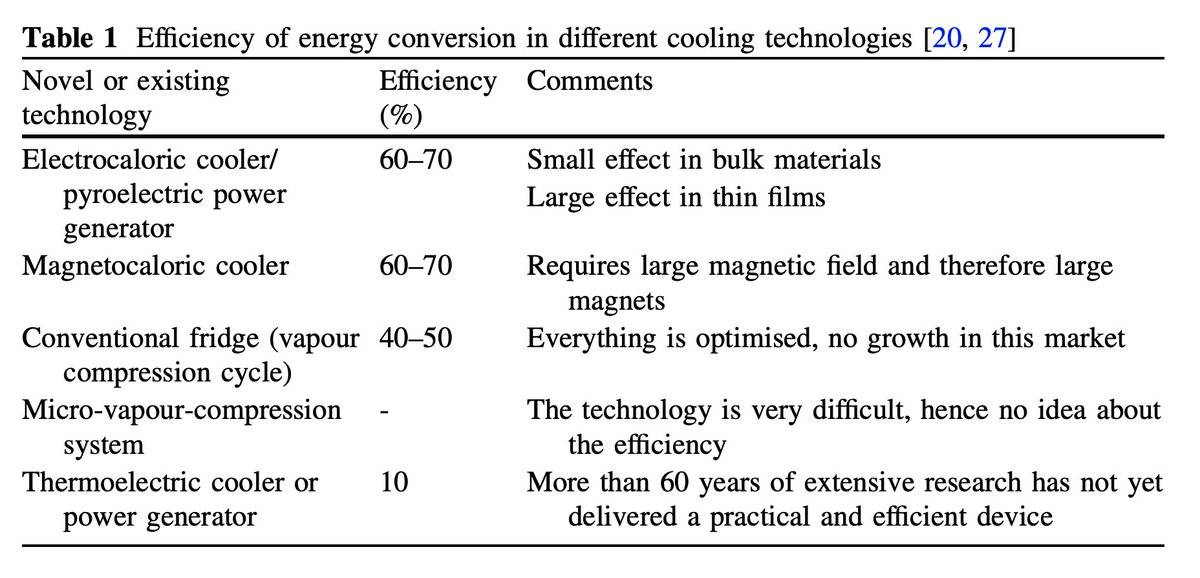 Table 1 Efficiency of energy conversion in different cooling technologies [20, 27]
Novel or existing technology Efficiency (%) Comments
Electrocaloric cooler/ pyroelectric power generator 60–70 Small effect in bulk materials
Large effect in thin films
Magnetocaloric cooler 60–70 Requires large magnetic field and therefore large magnets
Conventional fridge (vapour compression cycle) 40–50 Everything is optimised, no growth in this market
Micro-vapour-compression system - The technology is very difficult, hence no idea about the efficiency
Thermoelectric cooler or power generator 10 More than 60 years of extensive research has not yet delivered a practical and efficient device